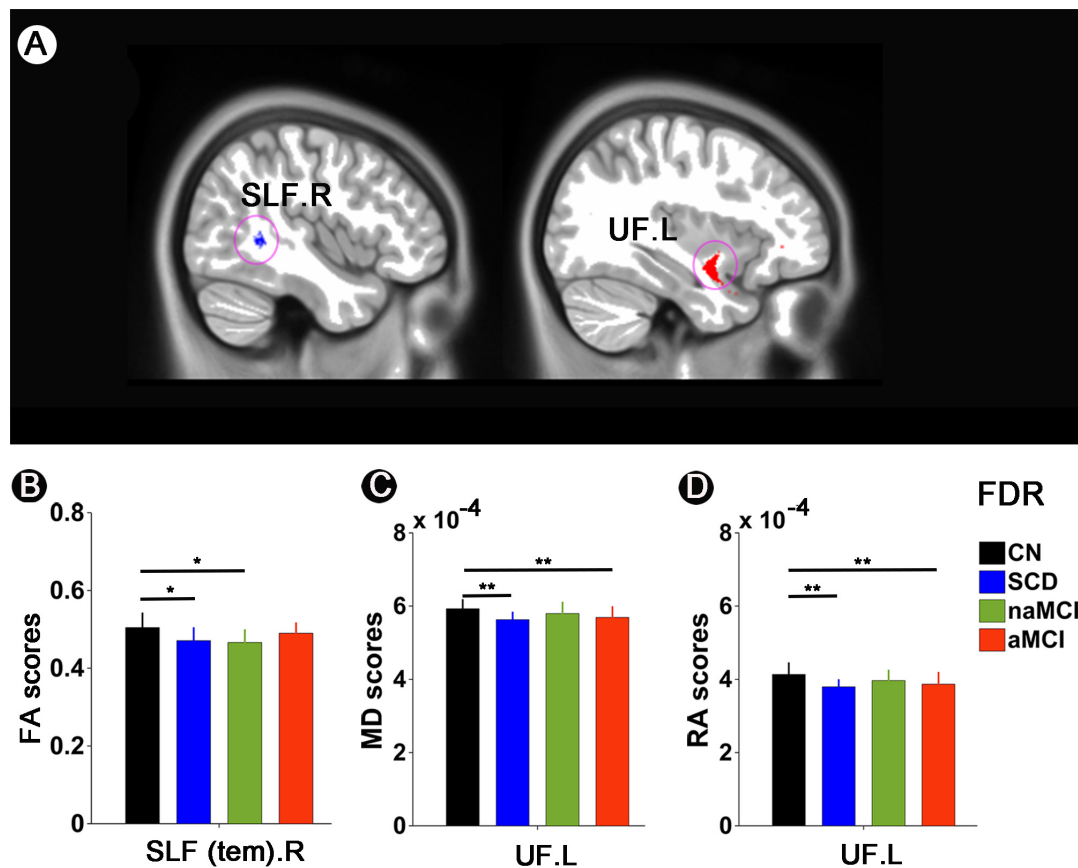 A
SLF.R
UF.L
B
0.8
0.6
0.4
0.2
0
FA scores
*
*
SLF (tem).R
C
8 x 10-4
6
4
0
MD scores
**
**
UF.L
D
8 x 10-4
6
4
0
RA scores
**
**
UF.L
FDR
CN
SCD
naMCI
aMCI